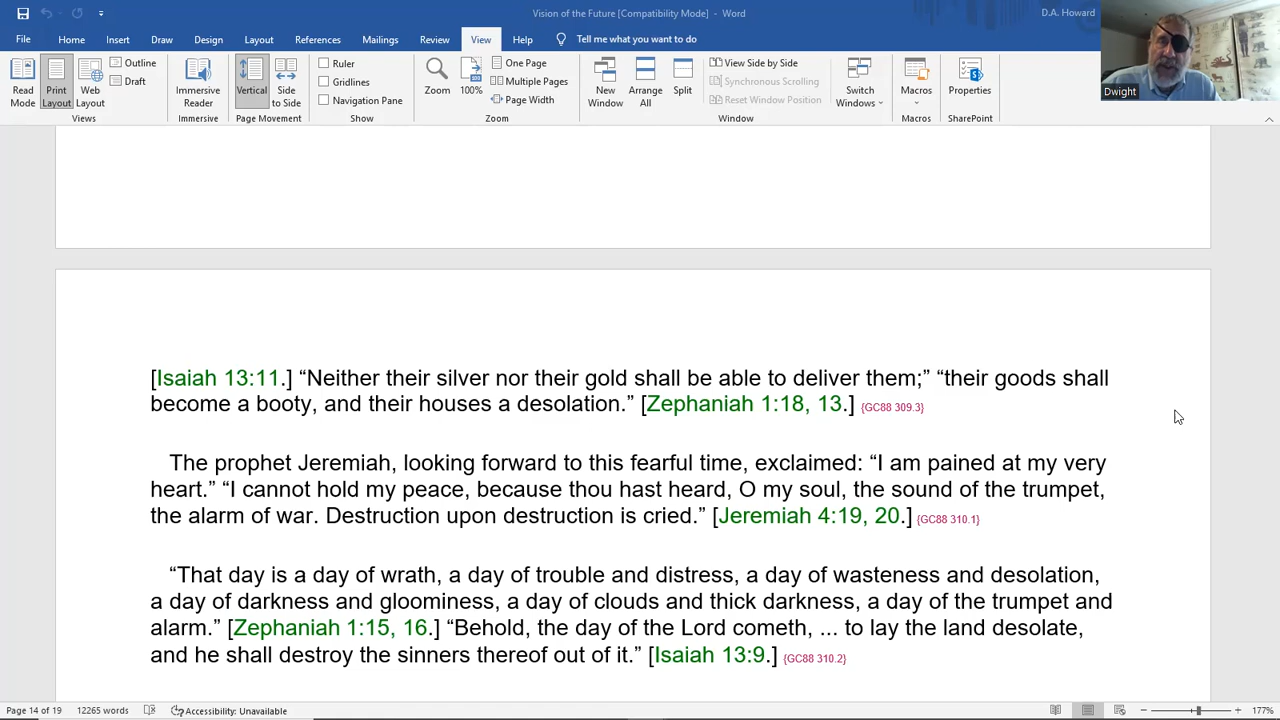 Vision of the Future [Compatibility Mode] - Word
D.A. Howard
File Home Insert Draw Design Layout References Mailings Review View Help Tell me what you want to do
Read Mode
Print Layout
Web Layout
Outline
Draft
Views
Immersive Reader
Immersive
Vertical
Side to Side
Page Movement
Ruler
Gridlines
Navigation Pane
Show
Zoom
100%
One Page
Multiple Pages
Page Width
Zoom
New Window
Arrange All
Split
View Side by Side
Synchronous Scrolling
Reset Window Position
Window
Switch Windows
Macros
Macros
Properties
SharePoint
Dwight
[Isaiah 13:11.] “Neither their silver nor their gold shall be able to deliver them;” “their goods shall
become a booty, and their houses a desolation.” [Zephaniah 1:18, 13.] {GC88 309.3}
The prophet Jeremiah, looking forward to this fearful time, exclaimed: “I am pained at my very
heart.” “I cannot hold my peace, because thou hast heard, O my soul, the sound of the trumpet,
the alarm of war. Destruction upon destruction is cried.” [Jeremiah 4:19, 20.] {GC88 310.1}
“That day is a day of wrath, a day of trouble and distress, a day of wasteness and desolation,
a day of darkness and gloominess, a day of clouds and thick darkness, a day of the trumpet and
alarm.” [Zephaniah 1:15, 16.] “Behold, the day of the Lord cometh, ... to lay the land desolate,
and he shall destroy the sinners thereof out of it.” [Isaiah 13:9.] {GC88 310.2}
Page 14 of 19 12265 words Accessibility: Unavailable 177%